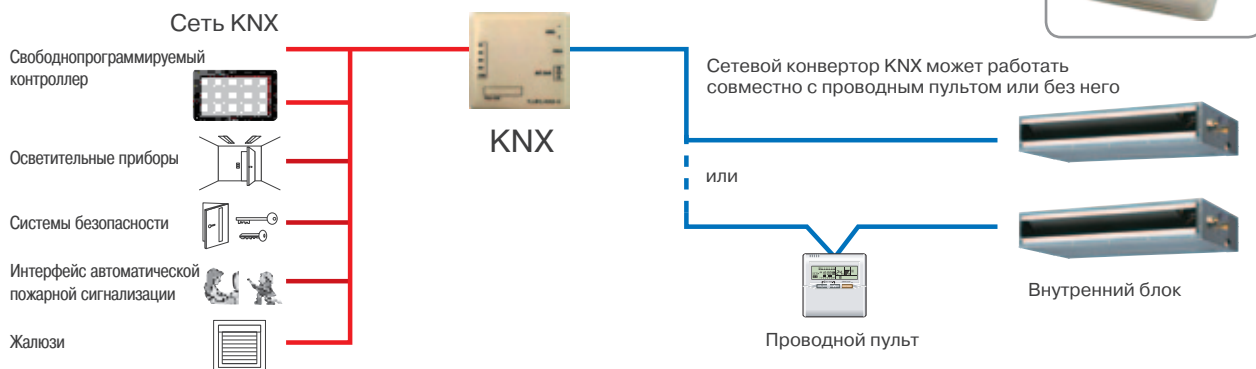 Сеть KNX
Свободнопрограммируемый
контроллер
Осветительные приборы
Системы безопасности
Интерфейс автоматической
пожарной сигнализации
Жалюзи
KNX
Сетевой конвертор KNX может работать
совместно с проводным пультом или без него
или
Проводной пульт
Внутренний блок